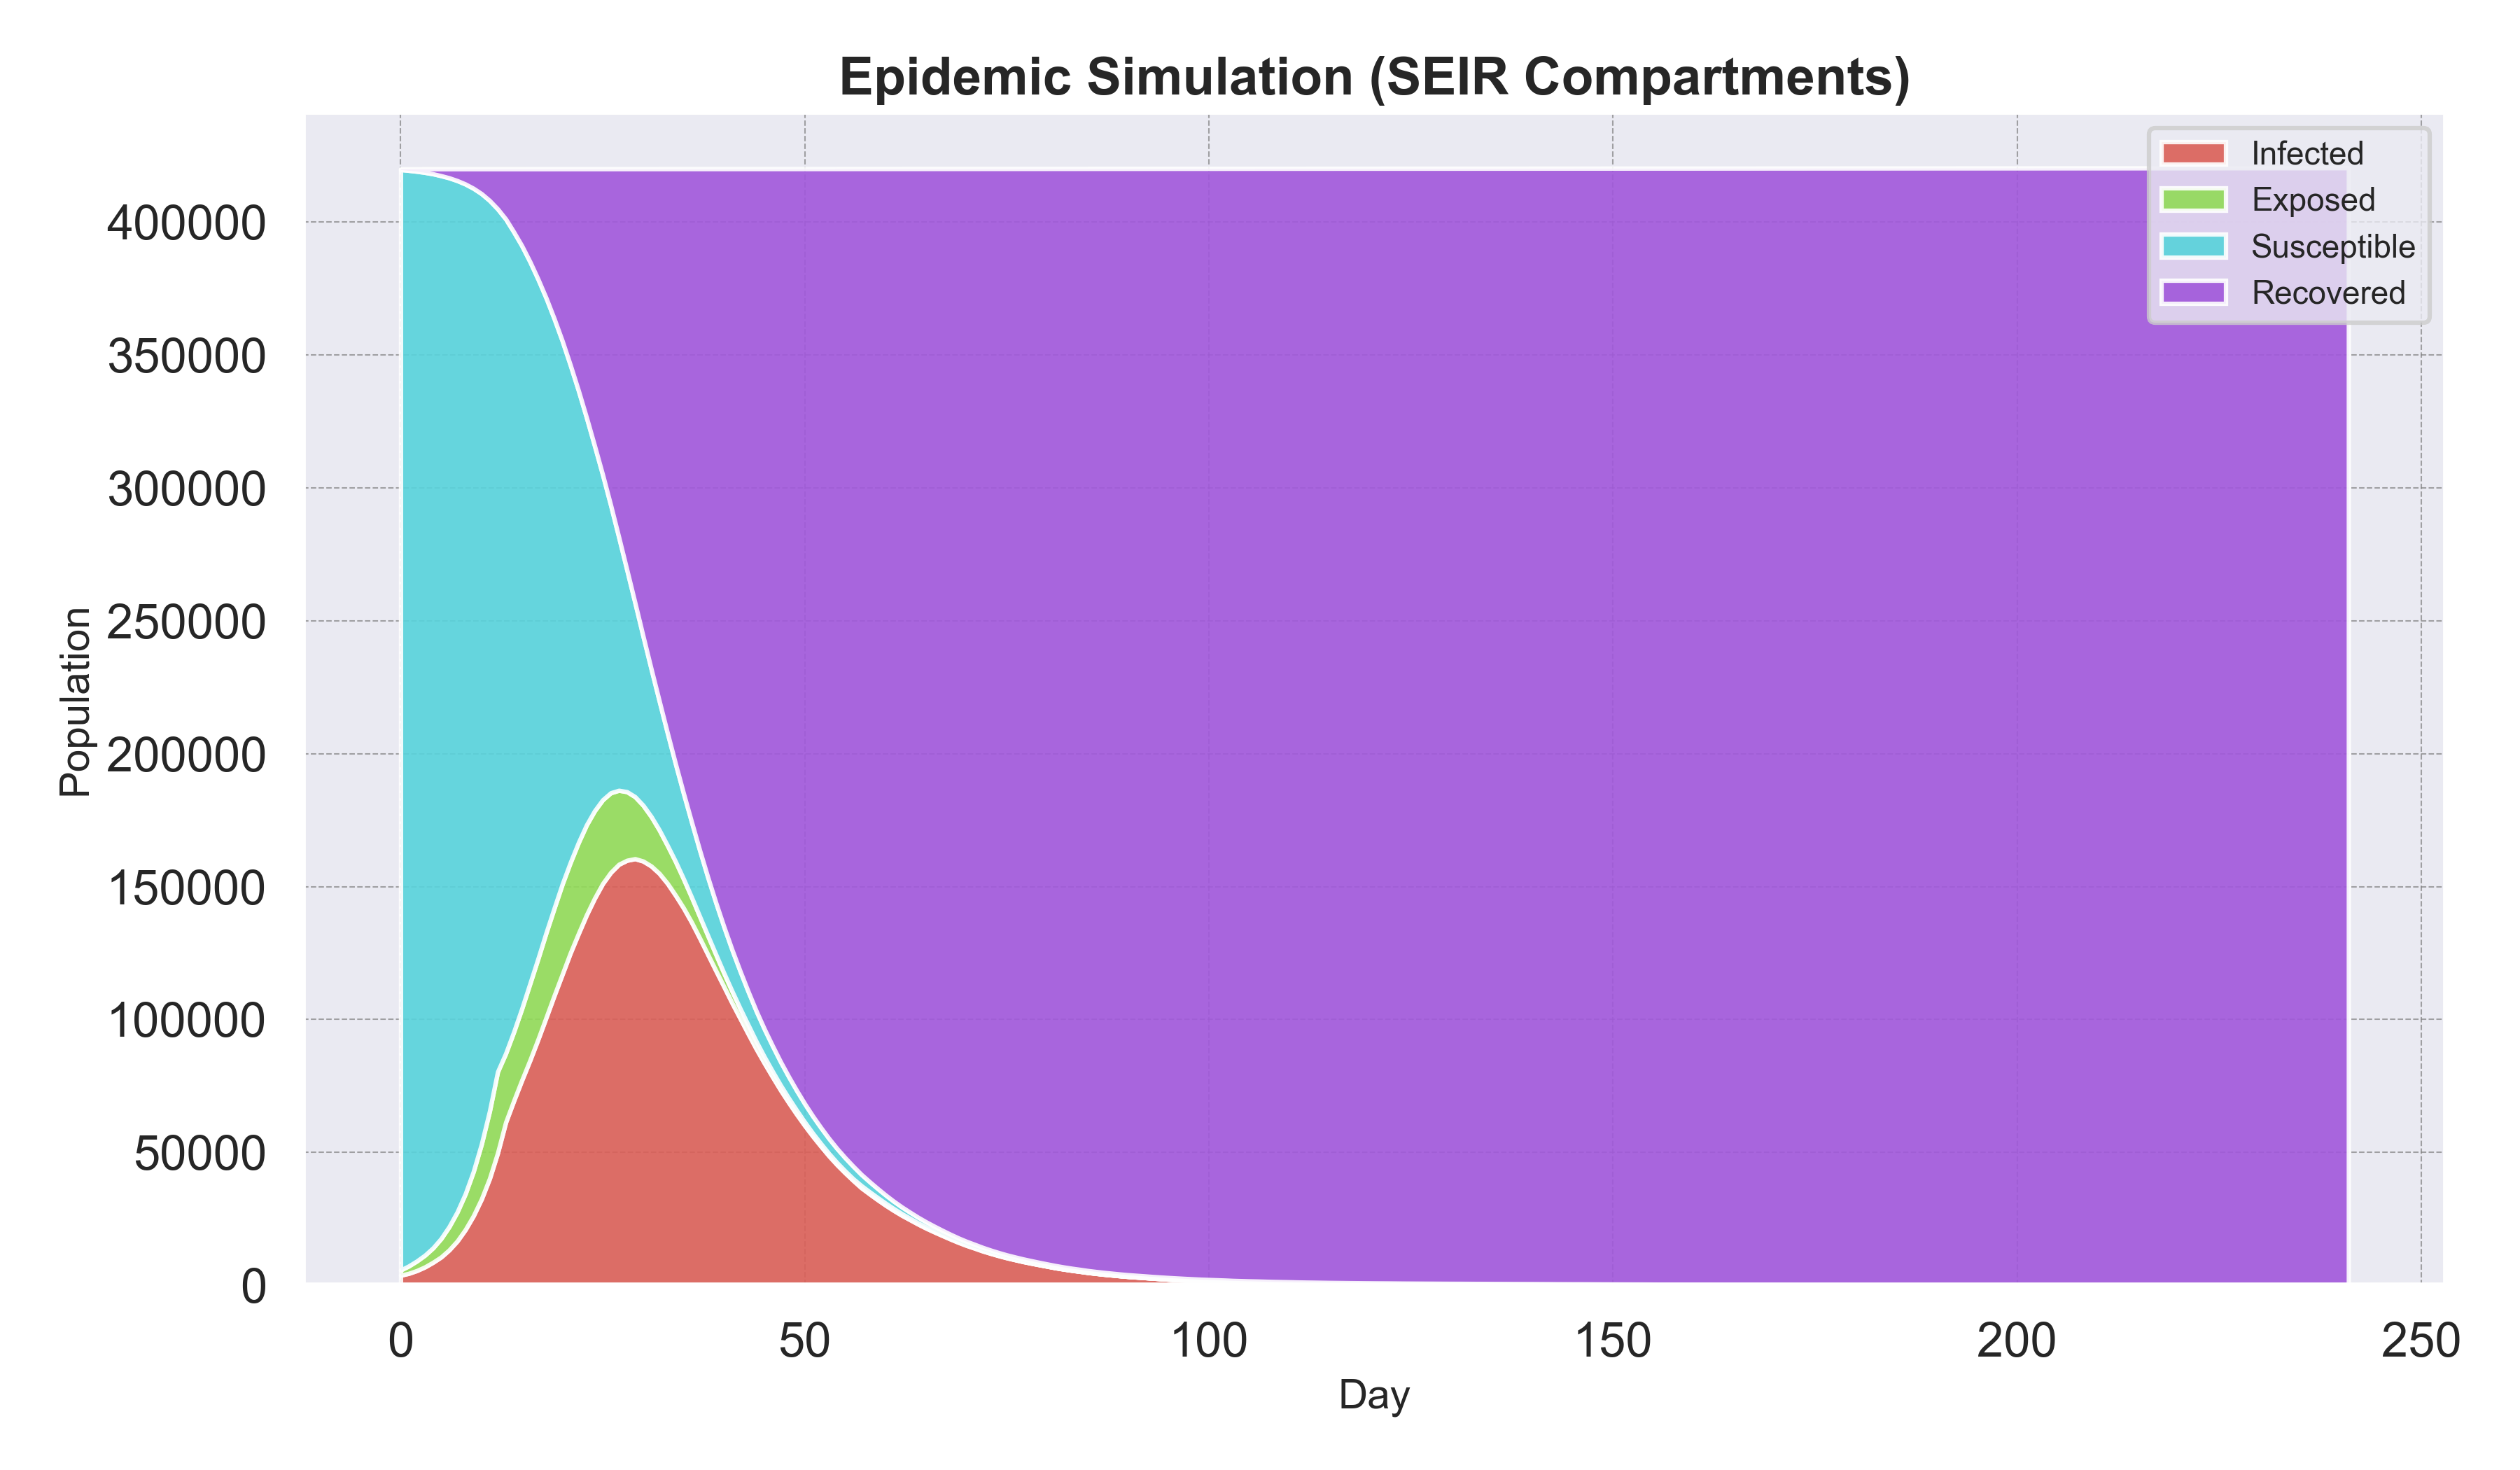 Epidemic Simulation (SEIR Compartments)
Infected
Exposed
Susceptible
Recovered
Population
400000
350000
300000
250000
200000
150000
100000
50000
0
0 50 100 150 200 250
Day